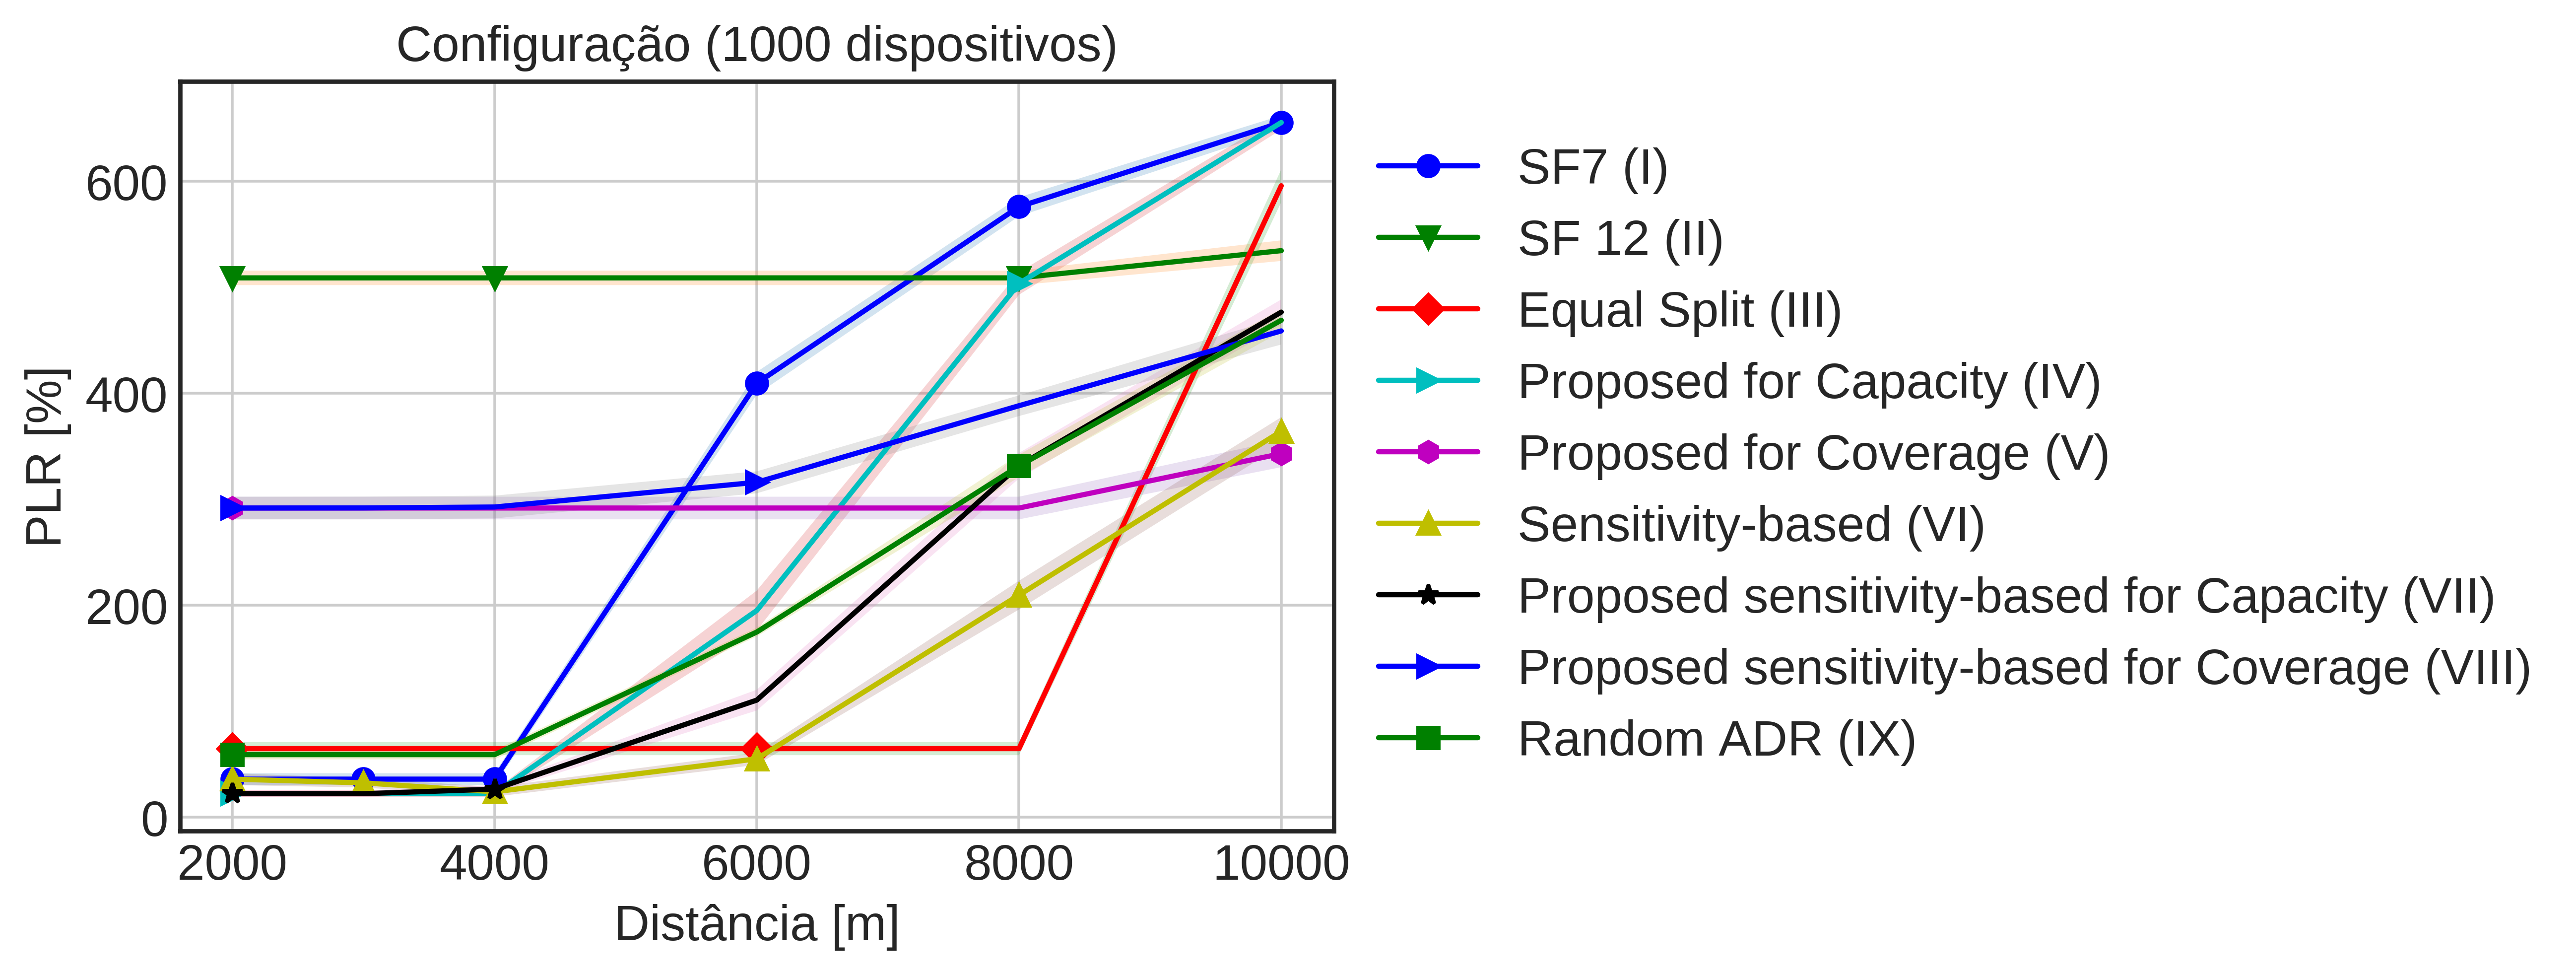 Configuração (1000 dispositivos)
600
400
200
0
PLR [%]
2000 4000 6000 8000 10000
Distância [m]
SF7 (I)
SF 12 (II)
Equal Split (III)
Proposed for Capacity (IV)
Proposed for Coverage (V)
Sensitivity-based (VI)
Proposed sensitivity-based for Capacity (VII)
Proposed sensitivity-based for Coverage (VIII)
Random ADR (IX)